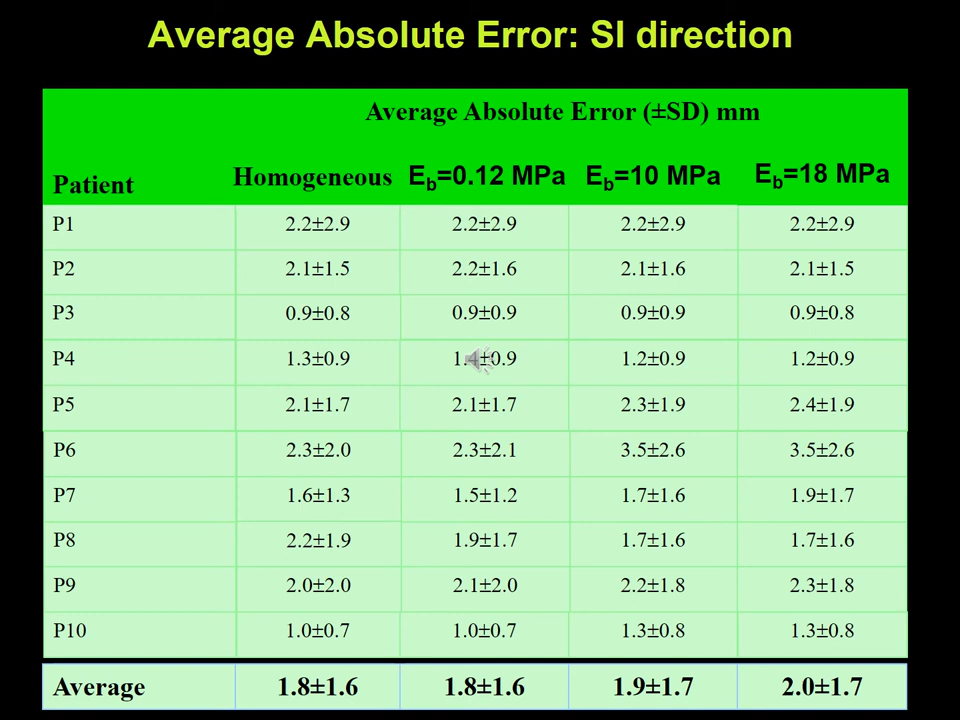 Average Absolute Error: SI direction
Average Absolute Error (±SD) mm
Patient Homogeneous Eb=0.12 MPa Eb=10 MPa Eb=18 MPa
P1 2.2±2.9 2.2±2.9 2.2±2.9 2.2±2.9
P2 2.1±1.5 2.2±1.6 2.1±1.6 2.1±1.5
P3 0.9±0.8 0.9±0.9 0.9±0.9 0.9±0.8
P4 1.3±0.9 1.4±0.9 1.2±0.9 1.2±0.9
P5 2.1±1.7 2.1±1.7 2.3±1.9 2.4±1.9
P6 2.3±2.0 2.3±2.1 3.5±2.6 3.5±2.6
P7 1.6±1.3 1.5±1.2 1.7±1.6 1.9±1.7
P8 2.2±1.9 1.9±1.7 1.7±1.6 1.7±1.6
P9 2.0±2.0 2.1±2.0 2.2±1.8 2.3±1.8
P10 1.0±0.7 1.0±0.7 1.3±0.8 1.3±0.8
Average 1.8±1.6 1.8±1.6 1.9±1.7 2.0±1.7